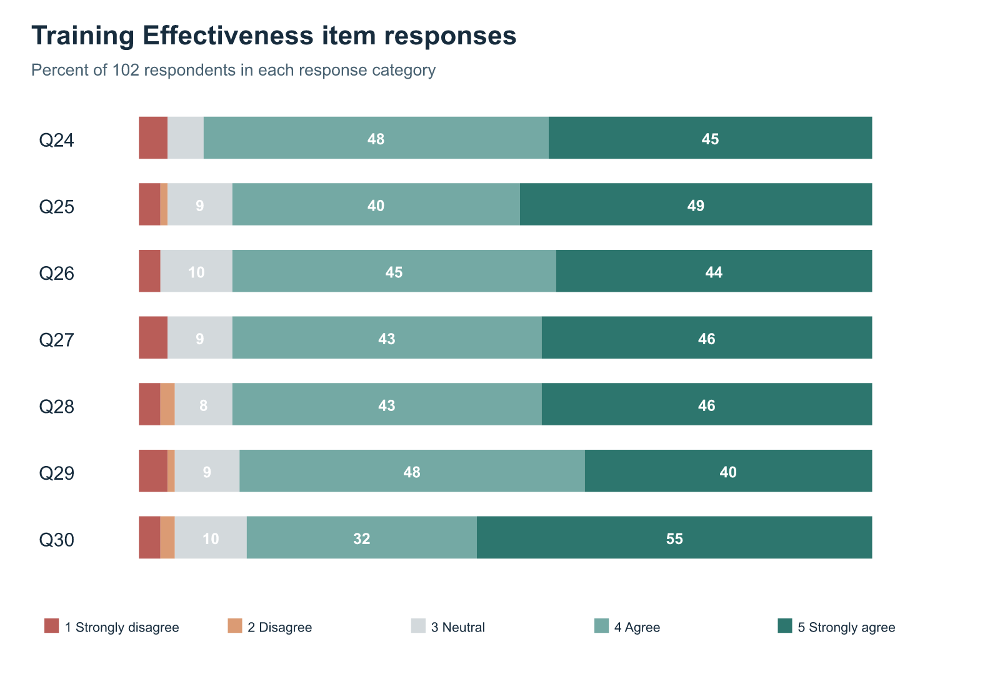 Training Effectiveness item responses
Percent of 102 respondents in each response category
Q24 48 45
Q25 9 40 49
Q26 10 45 44
Q27 9 43 46
Q28 8 43 46
Q29 9 48 40
Q30 10 32 55
1 Strongly disagree 2 Disagree 3 Neutral 4 Agree 5 Strongly agree